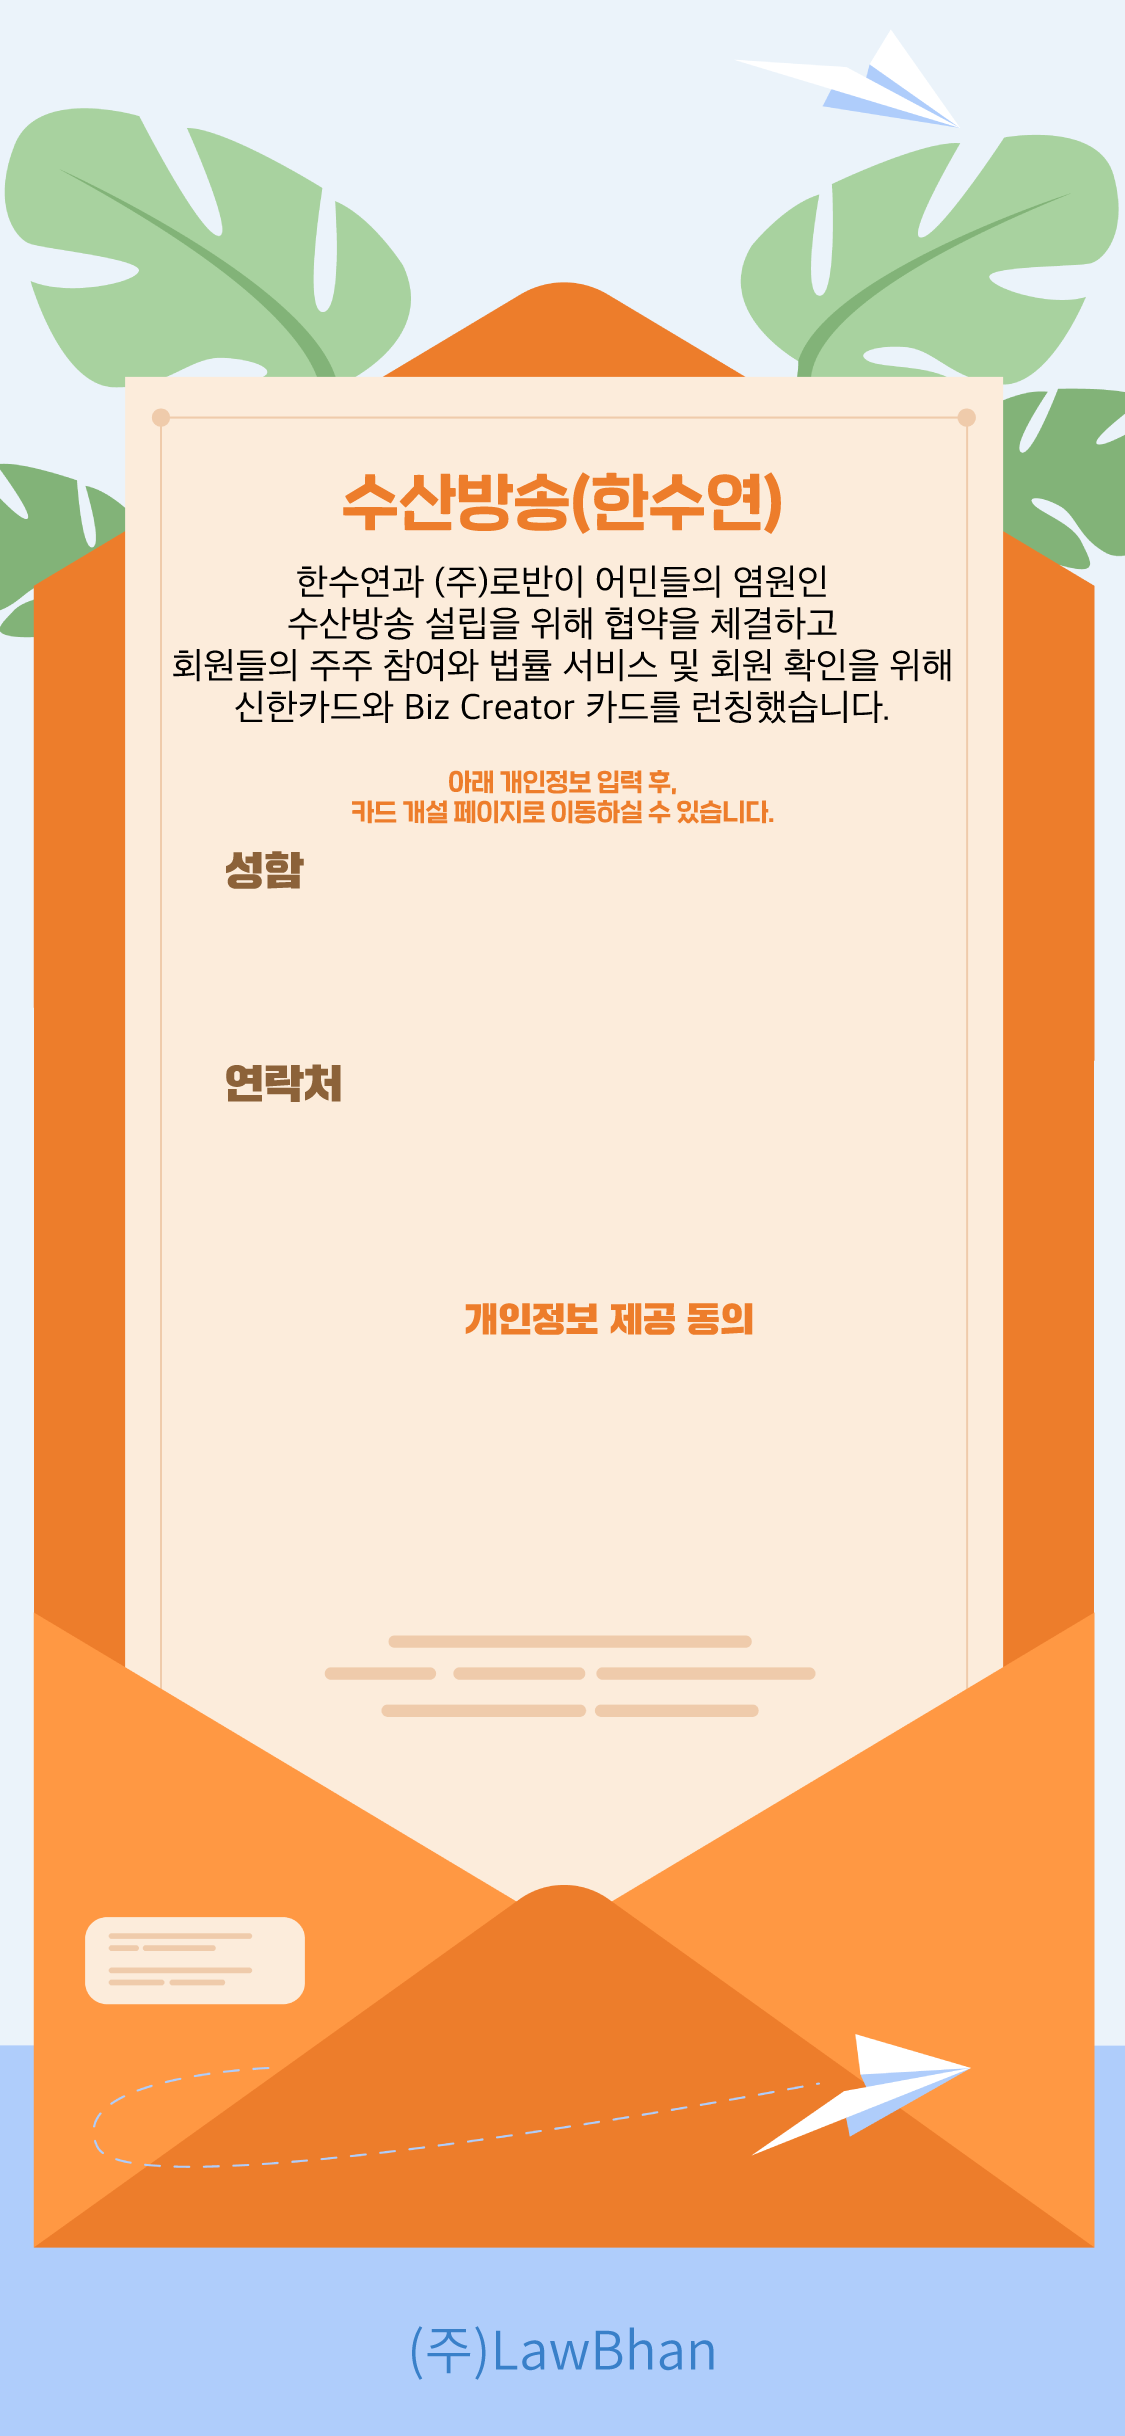 수산방송(한수연)
한수연과 (주)로반이 어민들의 염원인
수산방송 설립을 위해 협약을 체결하고
회원들의 주주 참여와 법률 서비스 및 회원 확인을 위해
신한카드와 Biz Creator 카드를 런칭했습니다.
아래 개인정보 입력 후,
카드 개설 페이지로 이동하실 수 있습니다.
성함
연락처
개인정보 제공 동의
(주)LawBhan